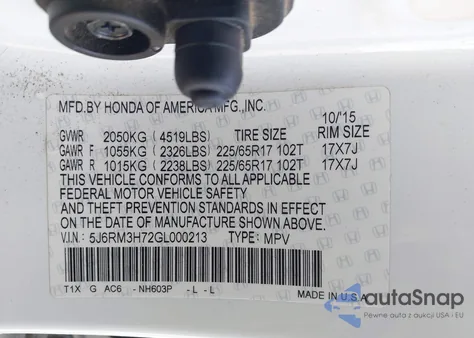 MFD. BY HONDA OF AMERICA MFG., INC. 10/'15
GVWR 2050KG (4519LBS) TIRE SIZE RIM SIZE
GAWR F 1055KG (2326LBS) 225/65R17 102T 17X7J
GAWR R 1015KG (2238LBS) 225/65R17 102T 17X7J
THIS VEHICLE CONFORMS TO ALL APPLICABLE
FEDERAL MOTOR VEHICLE SAFETY
AND THEFT PREVENTION STANDARDS IN EFFECT
ON THE DATE OF MANUFACTURE SHOWN ABOVE.
V.I.N.: 5J6RM3H72GL000213 TYPE: MPV
T1X G AC6 -NH603P -L -L MADE IN U.S.A.
autoSnap
Pewne auto z USA i EU